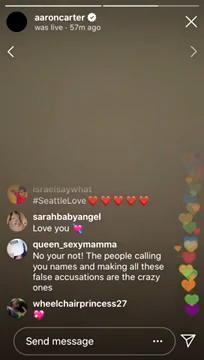 aaroncarter
was live · 57m ago
israelsaywhat
#SeattleLove❤️❤️❤️❤️❤️
sarahbabyangel
Love you 💘
queen_sexymamma
No your not! The people calling
you names and making all these
false accusations are the crazy
ones
wheelchairprincess27
💘
Send message